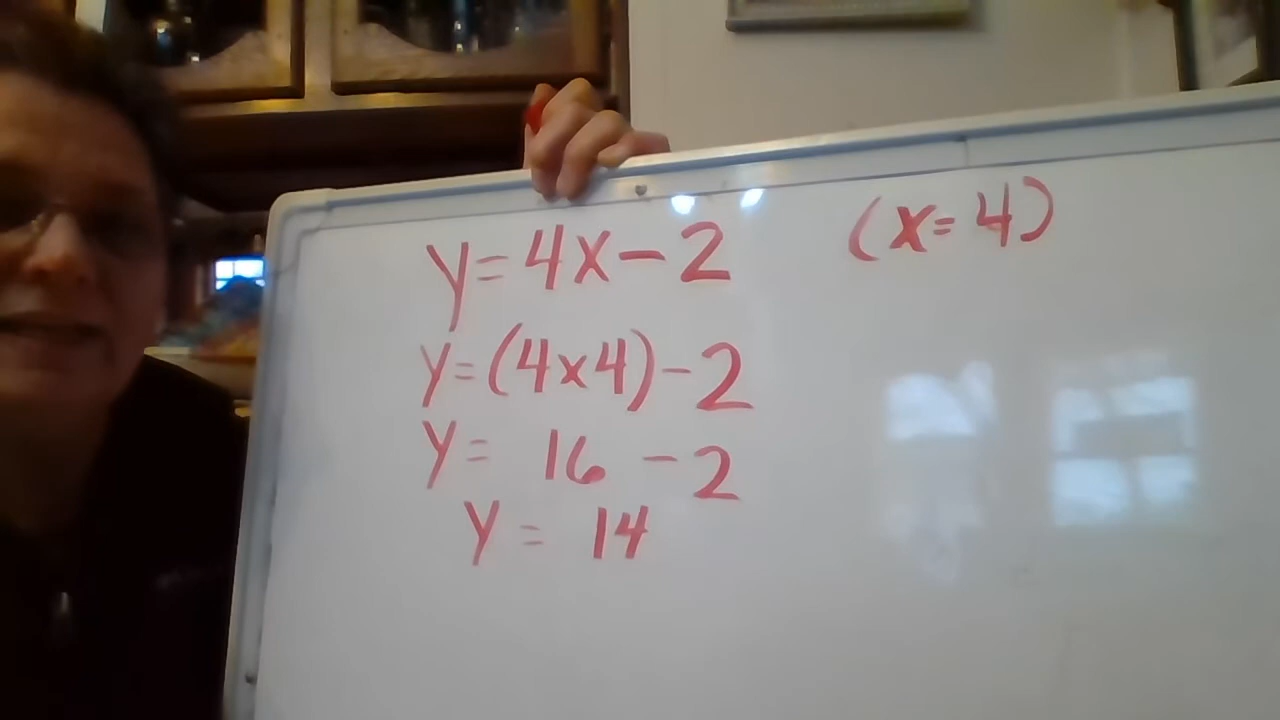 y = 4x - 2 (x = 4)
y = (4x4) - 2
y = 16 - 2
y = 14